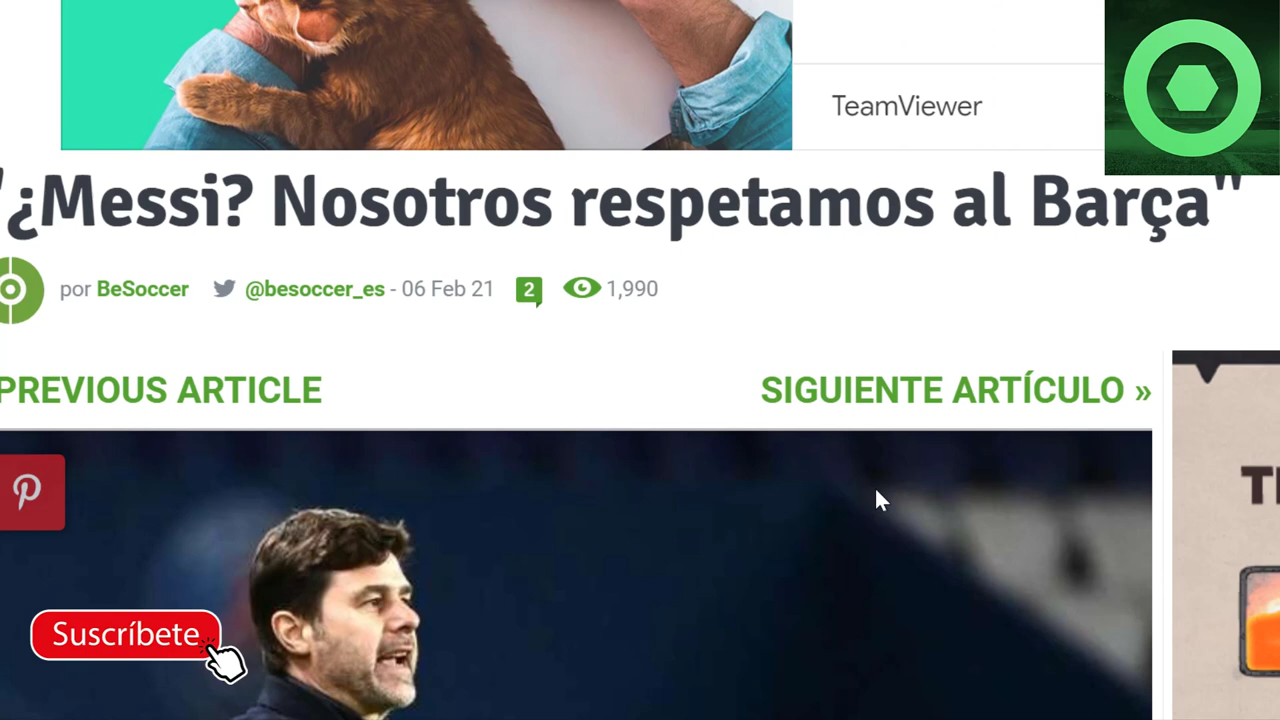 TeamViewer
"¿Messi? Nosotros respetamos al Barça"
por BeSoccer @besoccer_es - 06 Feb 21 2 1,990
PREVIOUS ARTICLE SIGUIENTE ARTÍCULO »
Suscríbete